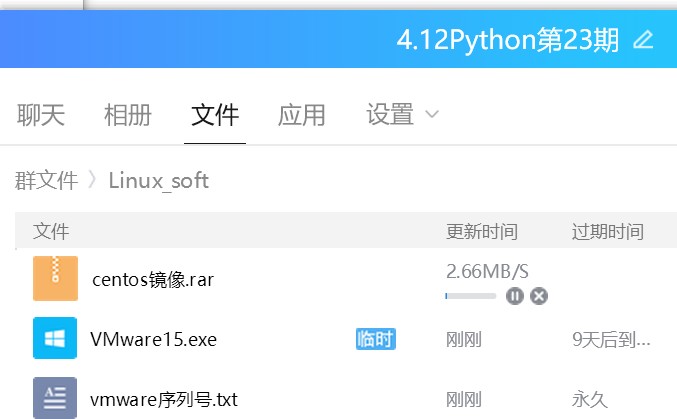 4.12Python第23期
聊天 相册 文件 应用 设置
群文件 〉 Linux_soft
文件 更新时间 过期时间
centos镜像.rar 2.66MB/S
VMware15.exe 临时 刚刚 9天后到...
vmware序列号.txt 刚刚 永久